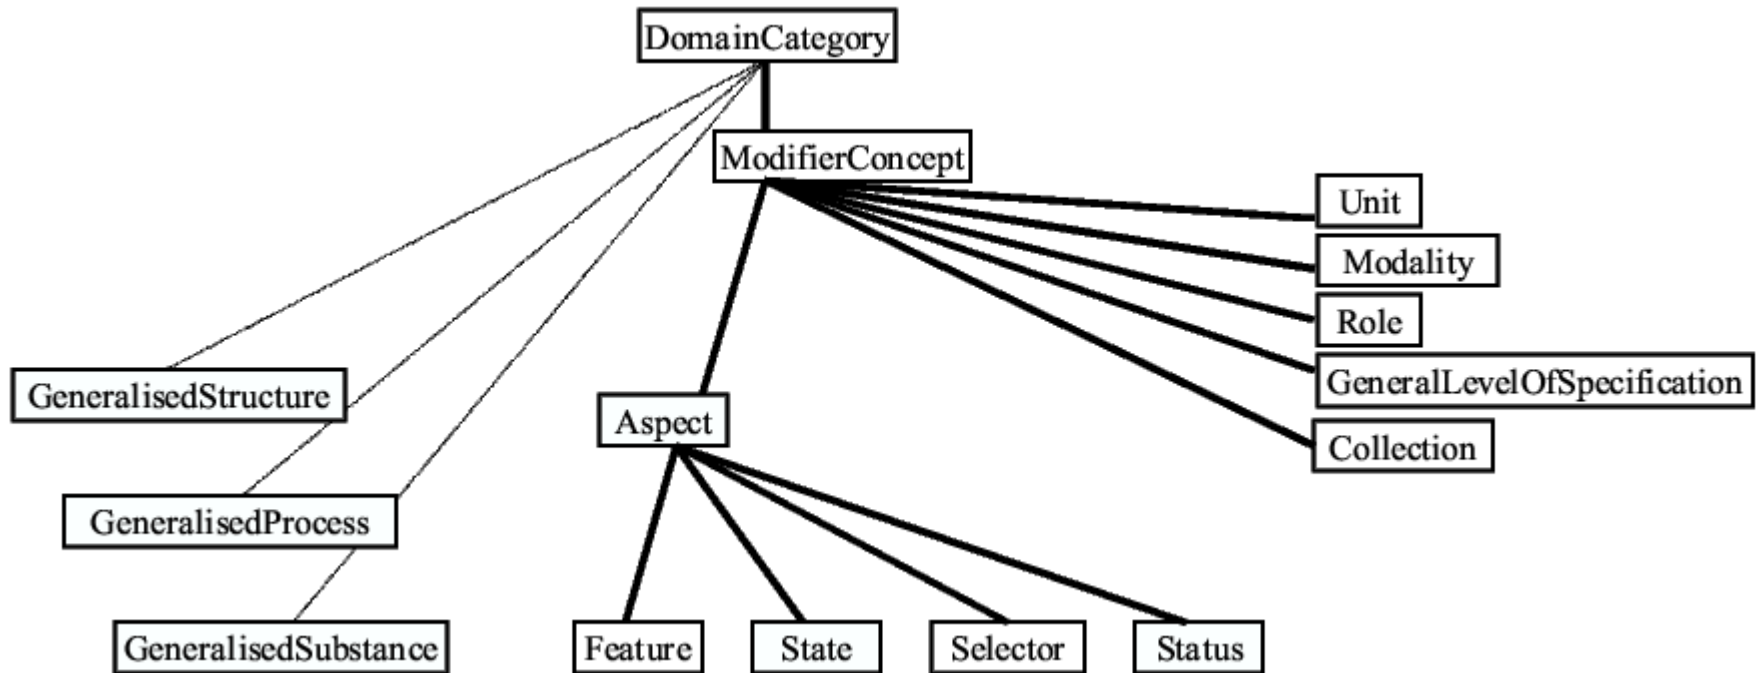 DomainCategory
ModifierConcept
Unit
Modality
Role
GeneralisedStructure
GeneralLevelOfSpecification
Aspect
Collection
GeneralisedProcess
GeneralisedSubstance
Feature
State
Selector
Status